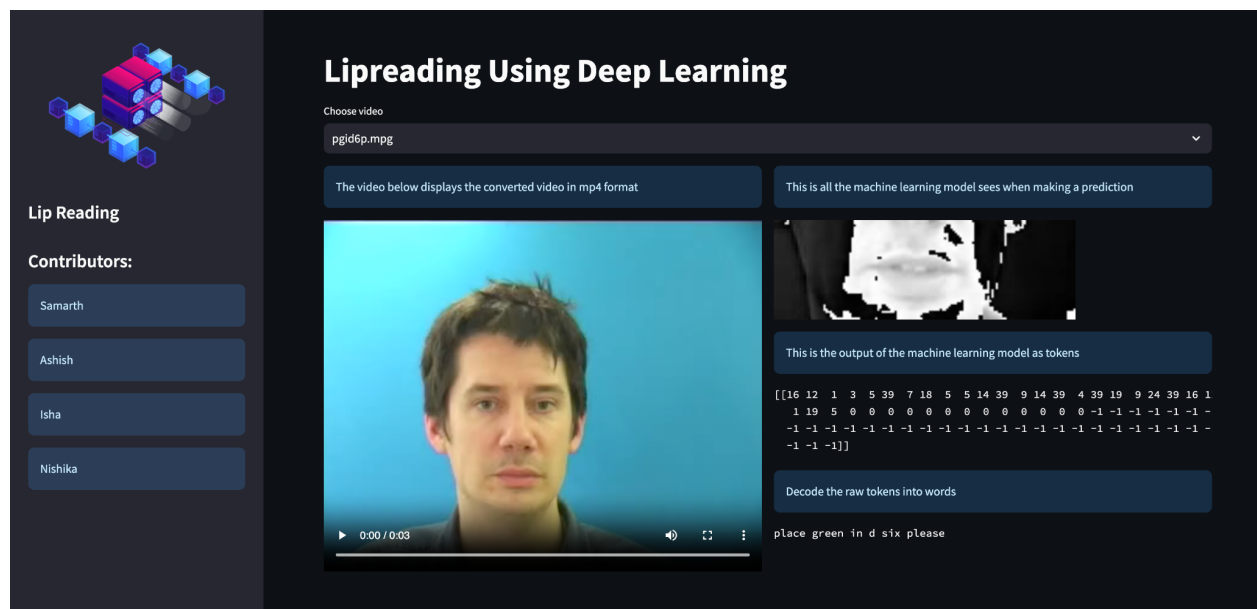 Lip Reading
Contributors:
Samarth
Ashish
Isha
Nishika
Lipreading Using Deep Learning
Choose video
pgid6p.mpg
The video below displays the converted video in mp4 format
0:00 / 0:03
This is all the machine learning model sees when making a prediction
This is the output of the machine learning model as tokens
[[16 12 1 3 5 39 7 18 5 5 14 39 9 14 39 4 39 19 9 24 39 16 1
1 19 5 0 0 0 0 0 0 0 0 0 0 0 0 0 -1 -1 -1 -1 -1 -1 -
-1 -1 -1 -1 -1 -1 -1 -1 -1 -1 -1 -1 -1 -1 -1 -1 -1 -1 -1 -1 -1 -1 -
-1 -1 -1]]
Decode the raw tokens into words
place green in d six please